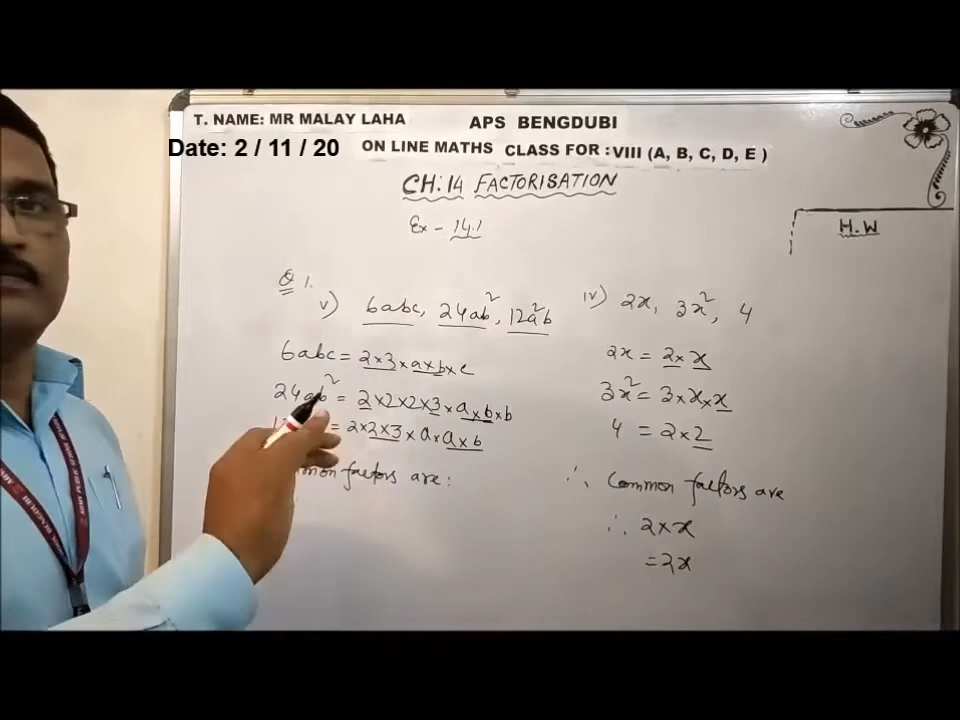 T. NAME: MR MALAY LAHA
APS BENGDUBI
Date: 2 / 11 / 20
ON LINE MATHS CLASS FOR : VIII (A, B, C, D, E )
CH: 14 FACTORISATION
Ex - 14.1
H.W
Q 1.
v) 6abc, 24ab², 12a²b
6abc = 2×3×a×b×c
24ab² = 2×2×2×3×a×b×b
= 2×2×3×a×a×b
factors are:
iv) 2x, 3x², 4
2x = 2×x
3x² = 3×x×x
4 = 2×2
∴ Common factors are
∴ 2×x
=2x